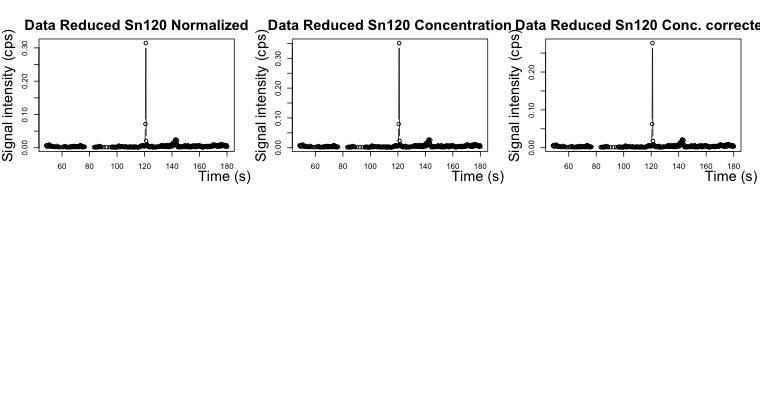 Data Reduced Sn120 Normalized
Signal intensity (cps)
0.00 0.10 0.20 0.30
60 80 100 120 140 160 180
Time (s)
Data Reduced Sn120 Concentration
Signal intensity (cps)
0.00 0.10 0.20 0.30
60 80 100 120 140 160 180
Time (s)
Data Reduced Sn120 Conc. correcte
Signal intensity (cps)
0.00 0.10 0.20
60 80 100 120 140 160 180
Time (s)